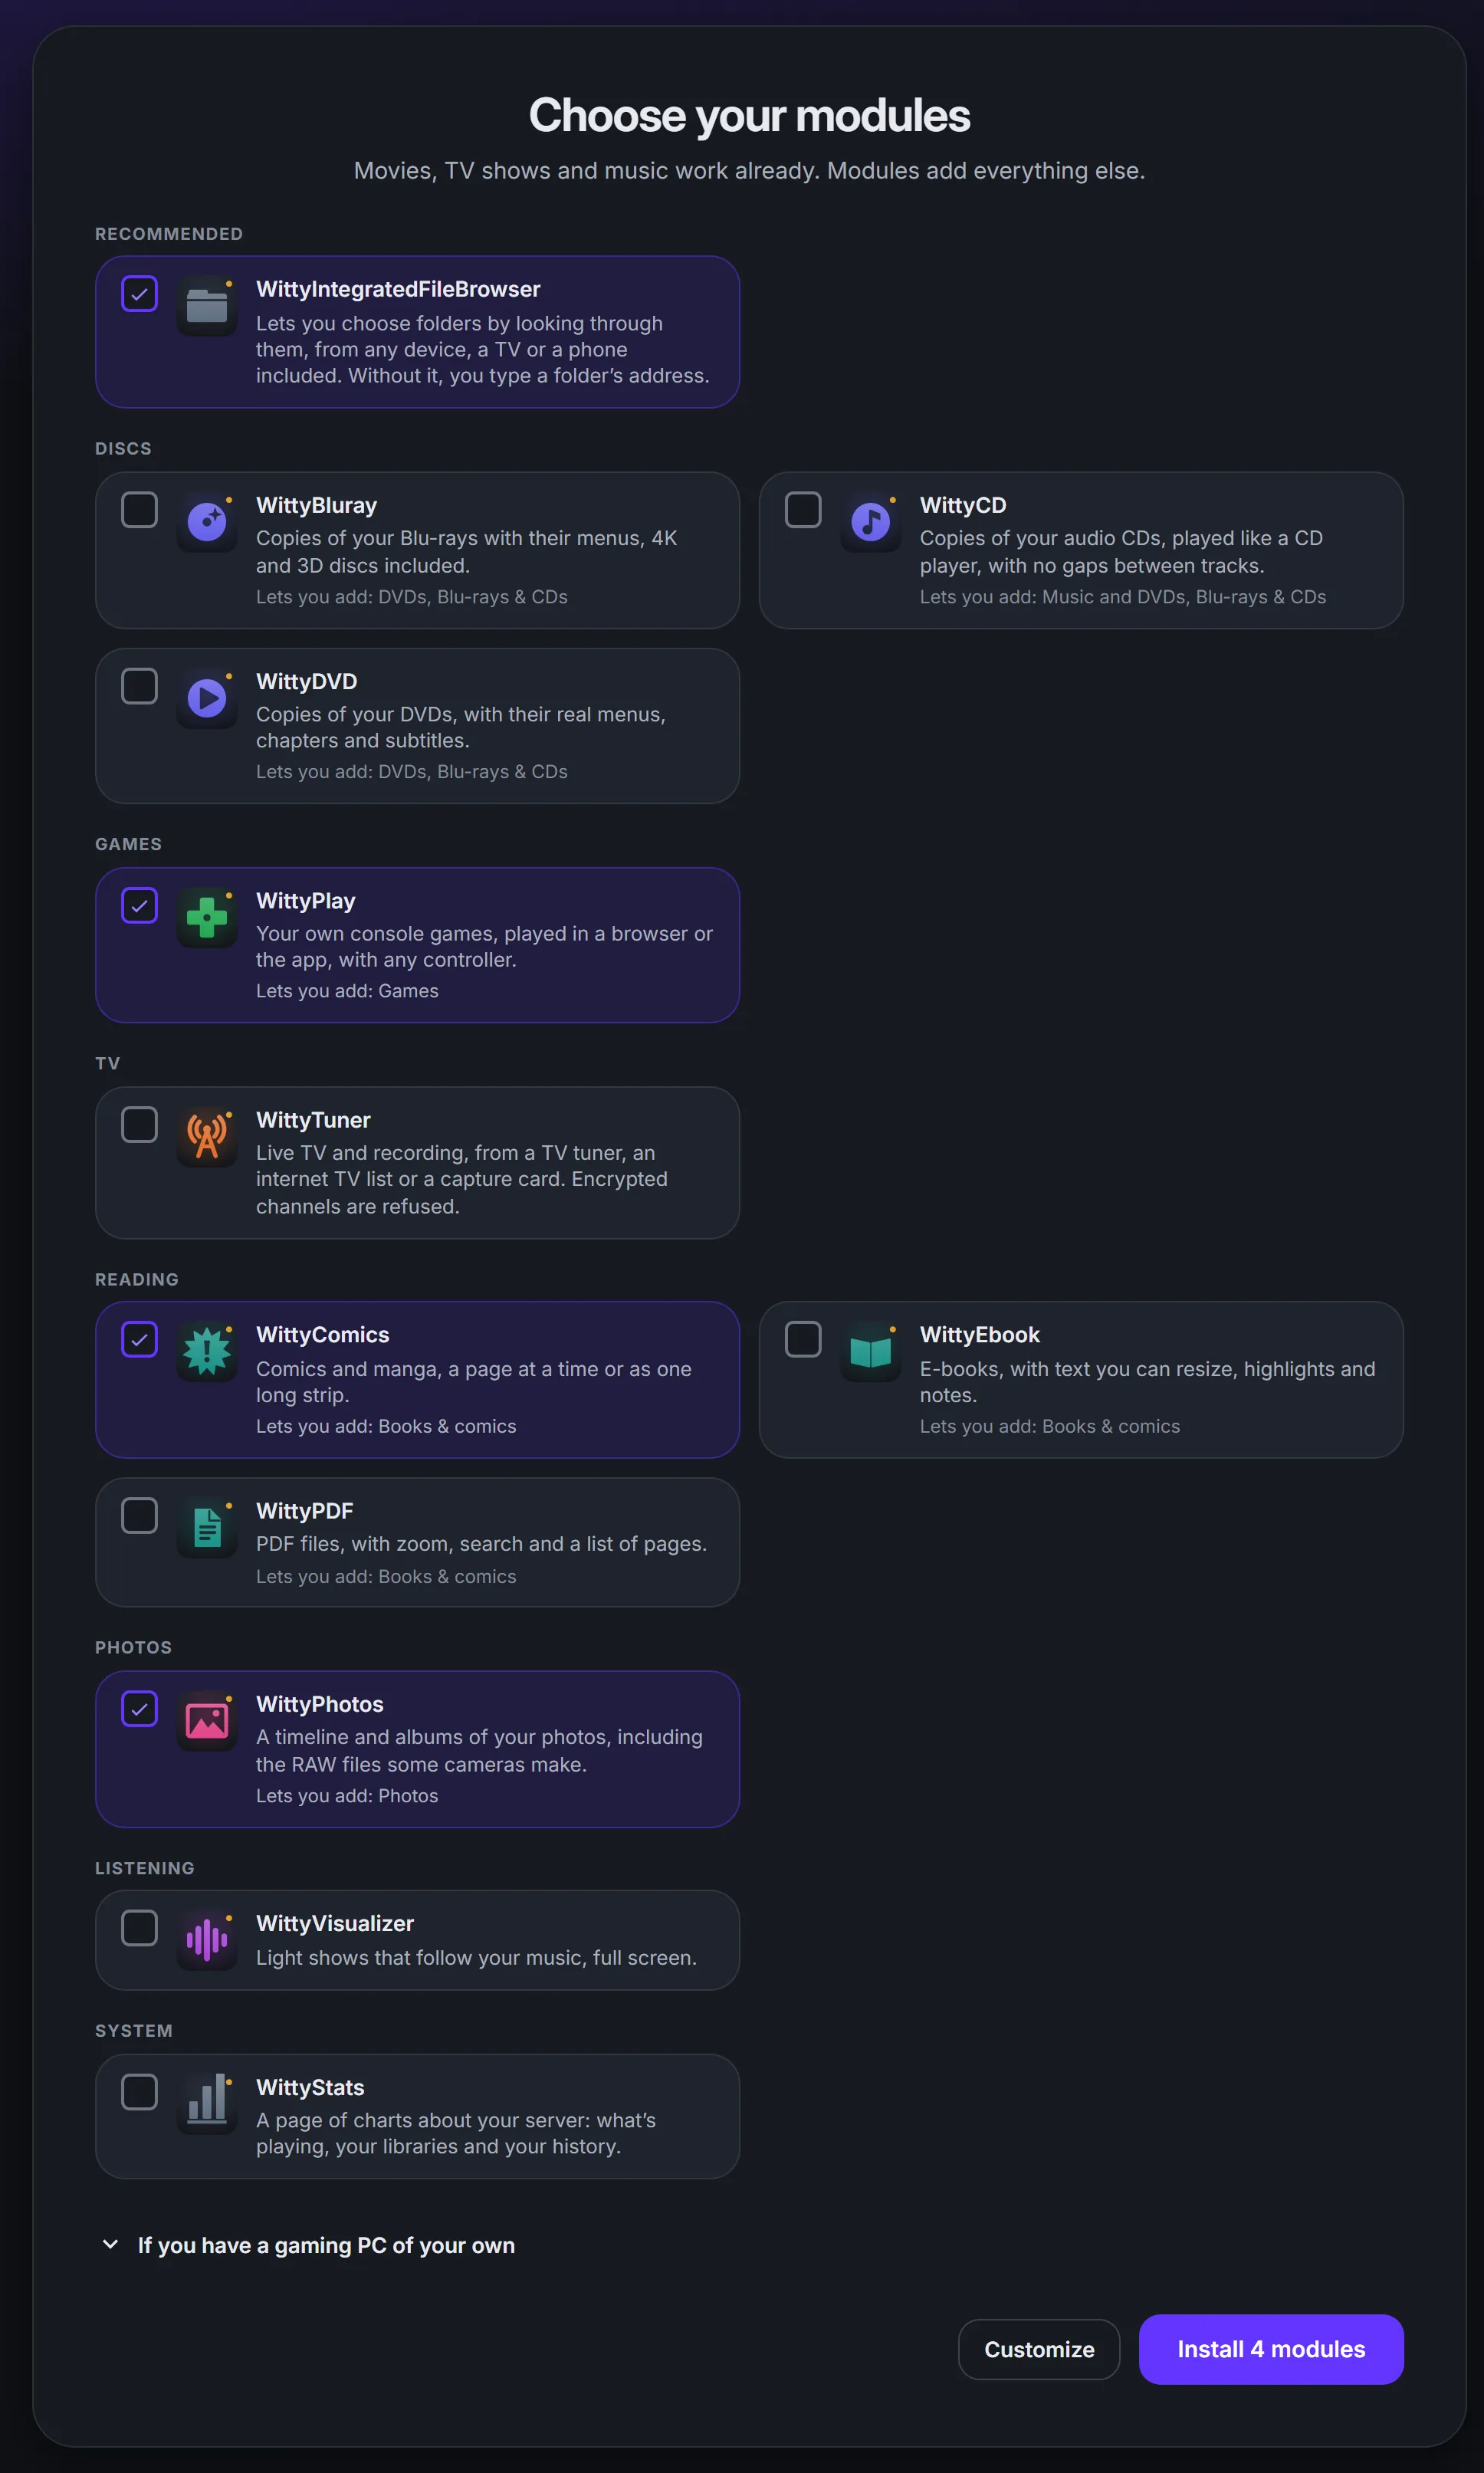 Choose your modules
Movies, TV shows and music work already. Modules add everything else.
RECOMMENDED
WittyIntegratedFileBrowser
Lets you choose folders by looking through
them, from any device, a TV or a phone
included. Without it, you type a folder’s address.
DISCS
WittyBluray
Copies of your Blu-rays with their menus, 4K
and 3D discs included.
Lets you add: DVDs, Blu-rays & CDs
WittyCD
Copies of your audio CDs, played like a CD
player, with no gaps between tracks.
Lets you add: Music and DVDs, Blu-rays & CDs
WittyDVD
Copies of your DVDs, with their real menus,
chapters and subtitles.
Lets you add: DVDs, Blu-rays & CDs
GAMES
WittyPlay
Your own console games, played in a browser or
the app, with any controller.
Lets you add: Games
TV
WittyTuner
Live TV and recording, from a TV tuner, an
internet TV list or a capture card. Encrypted
channels are refused.
READING
WittyComics
Comics and manga, a page at a time or as one
long strip.
Lets you add: Books & comics
WittyEbook
E-books, with text you can resize, highlights and
notes.
Lets you add: Books & comics
WittyPDF
PDF files, with zoom, search and a list of pages.
Lets you add: Books & comics
PHOTOS
WittyPhotos
A timeline and albums of your photos, including
the RAW files some cameras make.
Lets you add: Photos
LISTENING
WittyVisualizer
Light shows that follow your music, full screen.
SYSTEM
WittyStats
A page of charts about your server: what’s
playing, your libraries and your history.
If you have a gaming PC of your own
Customize
Install 4 modules